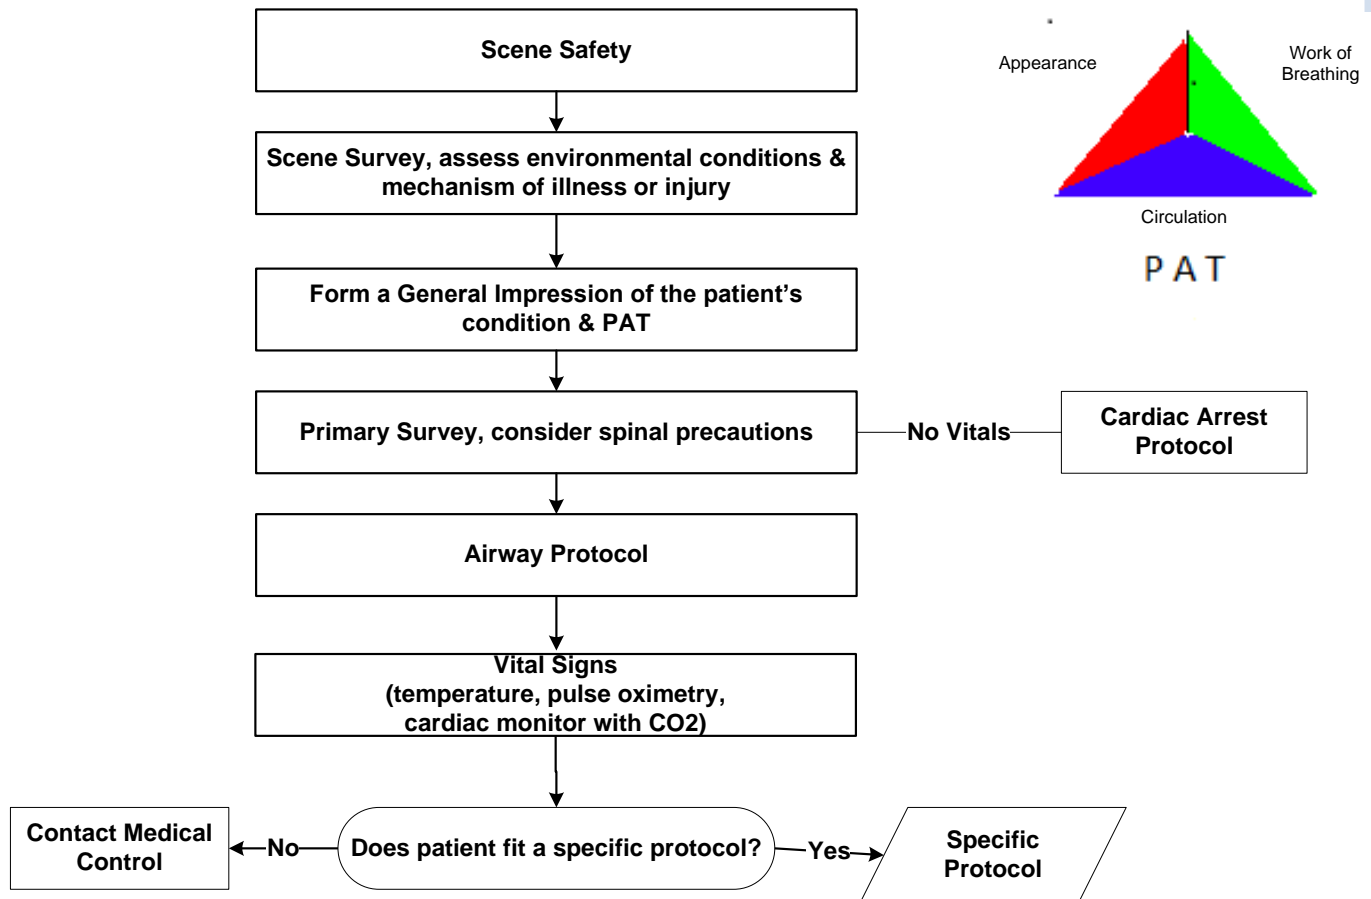 Scene Safety
Appearance
Work of
Breathing
Scene Survey, assess environmental conditions &
mechanism of illness or injury
Circulation
P A T
Form a General Impression of the patient’s
condition & PAT
Primary Survey, consider spinal precautions
No Vitals
Cardiac Arrest
Protocol
Airway Protocol
Vital Signs
(temperature, pulse oximetry,
cardiac monitor with CO2)
Contact Medical
Control
No
Does patient fit a specific protocol?
Yes
Specific
Protocol